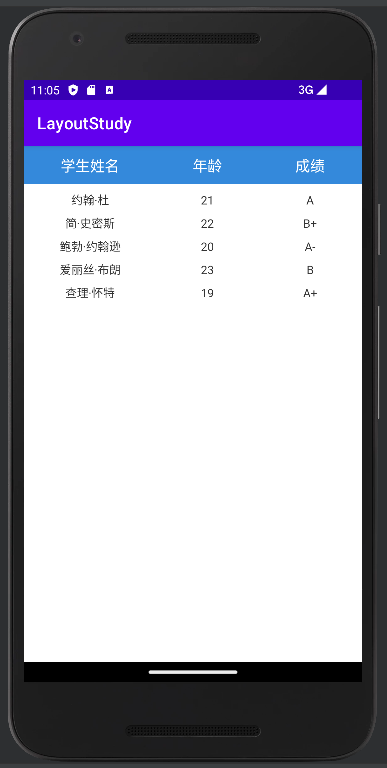 11:05 3G
LayoutStudy
学生姓名 年龄 成绩
约翰·杜 21 A
简·史密斯 22 B+
鲍勃·约翰逊 20 A-
爱丽丝·布朗 23 B
查理·怀特 19 A+